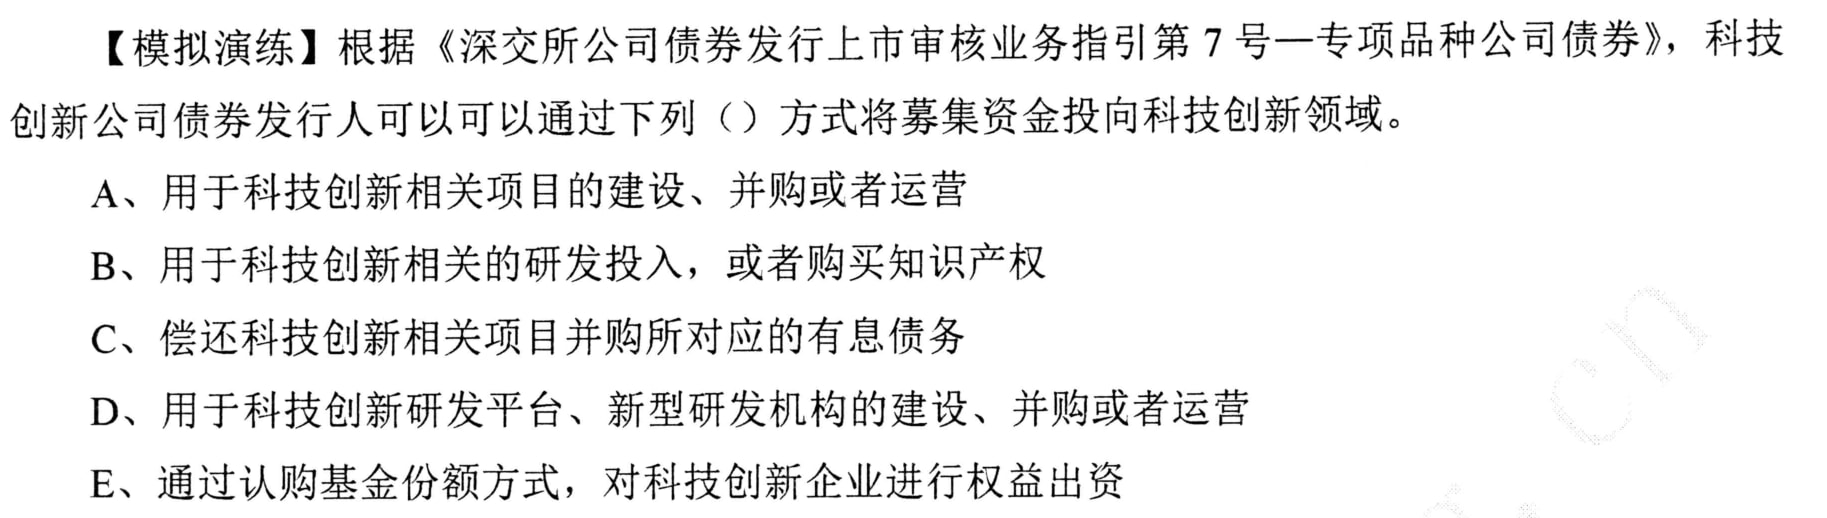 【模拟演练】根据《深交所公司债券发行上市审核业务指引第 7 号—专项品种公司债券》，科技
创新公司债券发行人可以可以通过下列（）方式将募集资金投向科技创新领域。
A、用于科技创新相关项目的建设、并购或者运营
B、用于科技创新相关的研发投入，或者购买知识产权
C、偿还科技创新相关项目并购所对应的有息债务
D、用于科技创新研发平台、新型研发机构的建设、并购或者运营
E、通过认购基金份额方式，对科技创新企业进行权益出资
cn